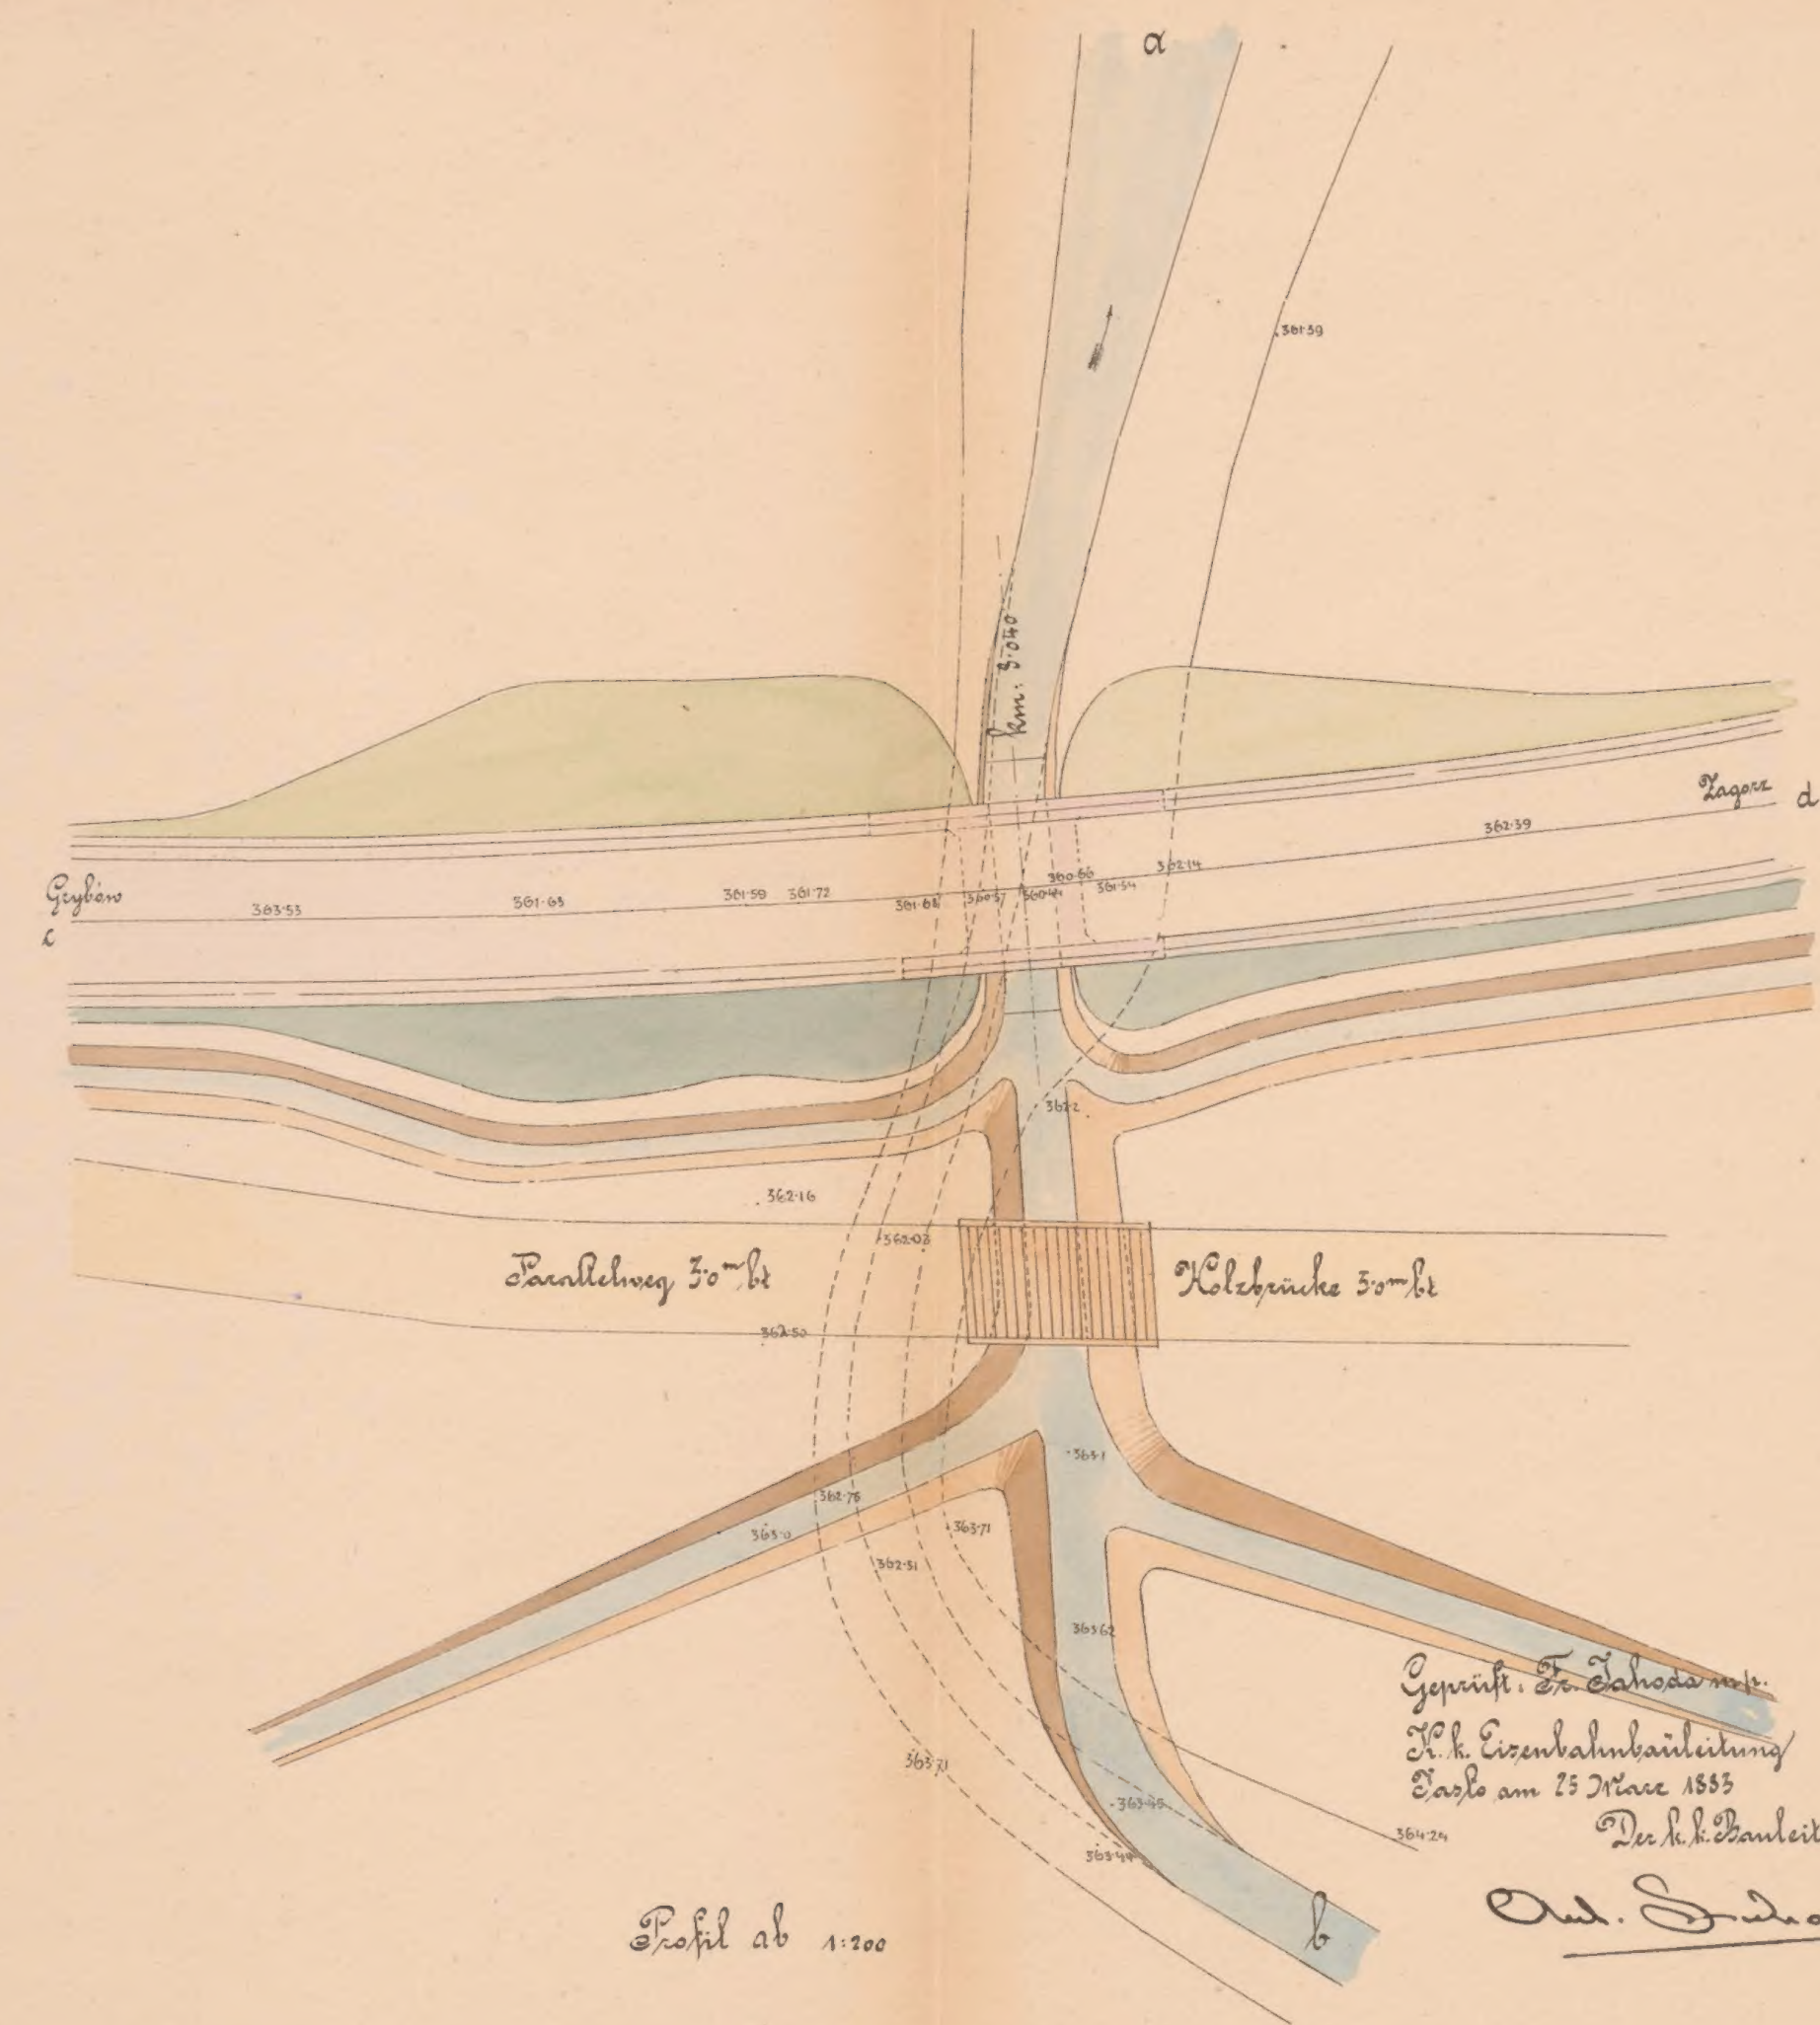 a
361·39
km: 3·040
Zagorz d
362·39
362·14
360·66
Grybów
363·53 361·63 361·59 361·72 361·68 360·57 360·44 361·54
c
362·2
362·16
362·03
Parallelweg 3·0ᵐ bt
Holzbrücke 3·0ᵐ bt
362·50
363·1
362·76
363·0
363·71
362·51
363·62
Geprüft: Fr. Jahoda m/p.
K. k. Eisenbahnbauleitung
363·71
Jasło am 25 März 1883
363·45
Der k. k. Bauleit
364·24
363·44
b
Profil ab 1:200